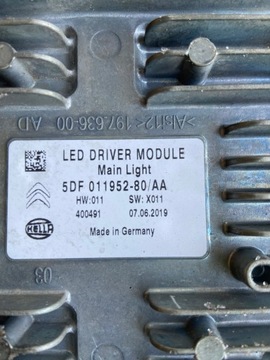 >AlSi12<197.636-00
AD
LED DRIVER MODULE
Main Light
5DF 011952-80/AA
HW:011 SW: X011
400491 07.06.2019
Made in Germany
HELLA
03